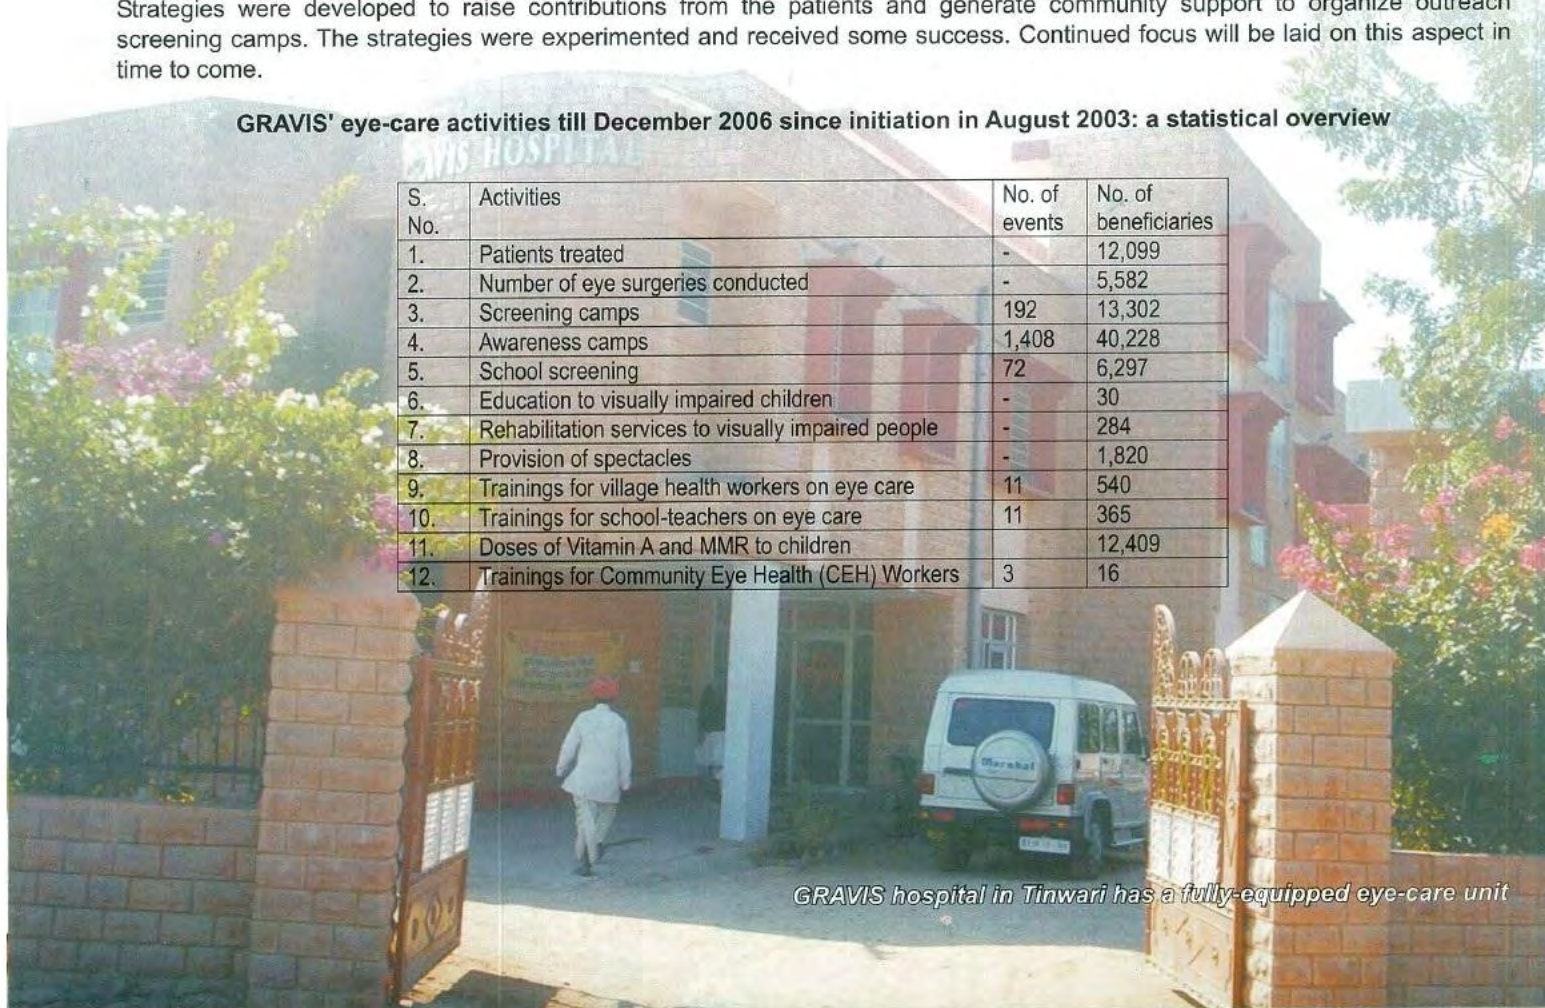 Strategies were developed to raise contributions from the patients and generate community support to organize outreach
screening camps. The strategies were experimented and received some success. Continued focus will be laid on this aspect in
time to come.
GRAVIS' eye-care activities till December 2006 since initiation in August 2003: a statistical overview
HOSPITAL
S. No. Activities No. of events No. of beneficiaries
1. Patients treated - 12,099
2. Number of eye surgeries conducted - 5,582
3. Screening camps 192 13,302
4. Awareness camps 1,408 40,228
5. School screening 72 6,297
6. Education to visually impaired children - 30
7. Rehabilitation services to visually impaired people - 284
8. Provision of spectacles - 1,820
9. Trainings for village health workers on eye care 11 540
10. Trainings for school-teachers on eye care 11 365
11. Doses of Vitamin A and MMR to children 12,409
12. Trainings for Community Eye Health (CEH) Workers 3 16
Marshal
GRAVIS hospital in Tinwari has a fully-equipped eye-care unit